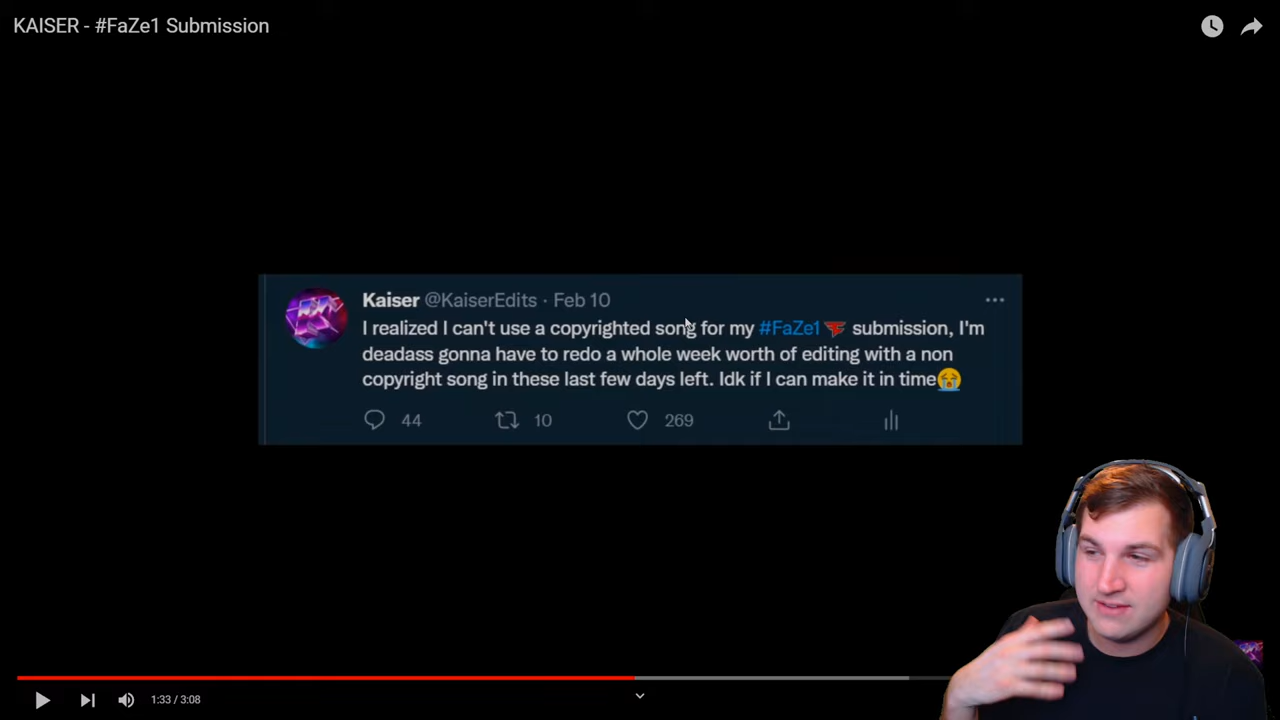 KAISER - #FaZe1 Submission
Kaiser @KaiserEdits · Feb 10
I realized I can't use a copyrighted song for my #FaZe1 submission, I'm
deadass gonna have to redo a whole week worth of editing with a non
copyright song in these last few days left. Idk if I can make it in time😭
44 10 269
1:33 / 3:08